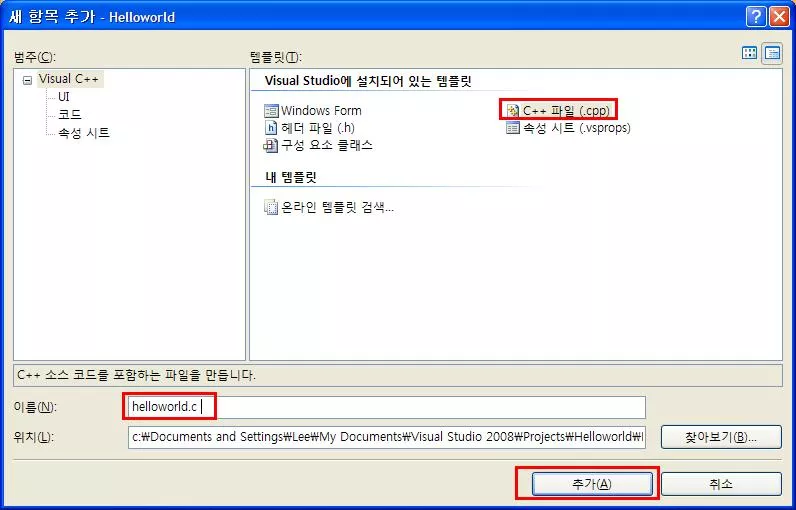 새 항목 추가 - Helloworld
범주(C):
템플릿(T):
Visual C++
UI
코드
속성 시트
Visual Studio에 설치되어 있는 템플릿
Windows Form
C++ 파일 (.cpp)
헤더 파일 (.h)
속성 시트 (.vsprops)
구성 요소 클래스
내 템플릿
온라인 템플릿 검색...
C++ 소스 코드를 포함하는 파일을 만듭니다.
이름(N):
helloworld.c
위치(L):
c:₩Documents and Settings₩Lee₩My Documents₩Visual Studio 2008₩Projects₩Helloworld₩
찾아보기(B)...
추가(A)
취소